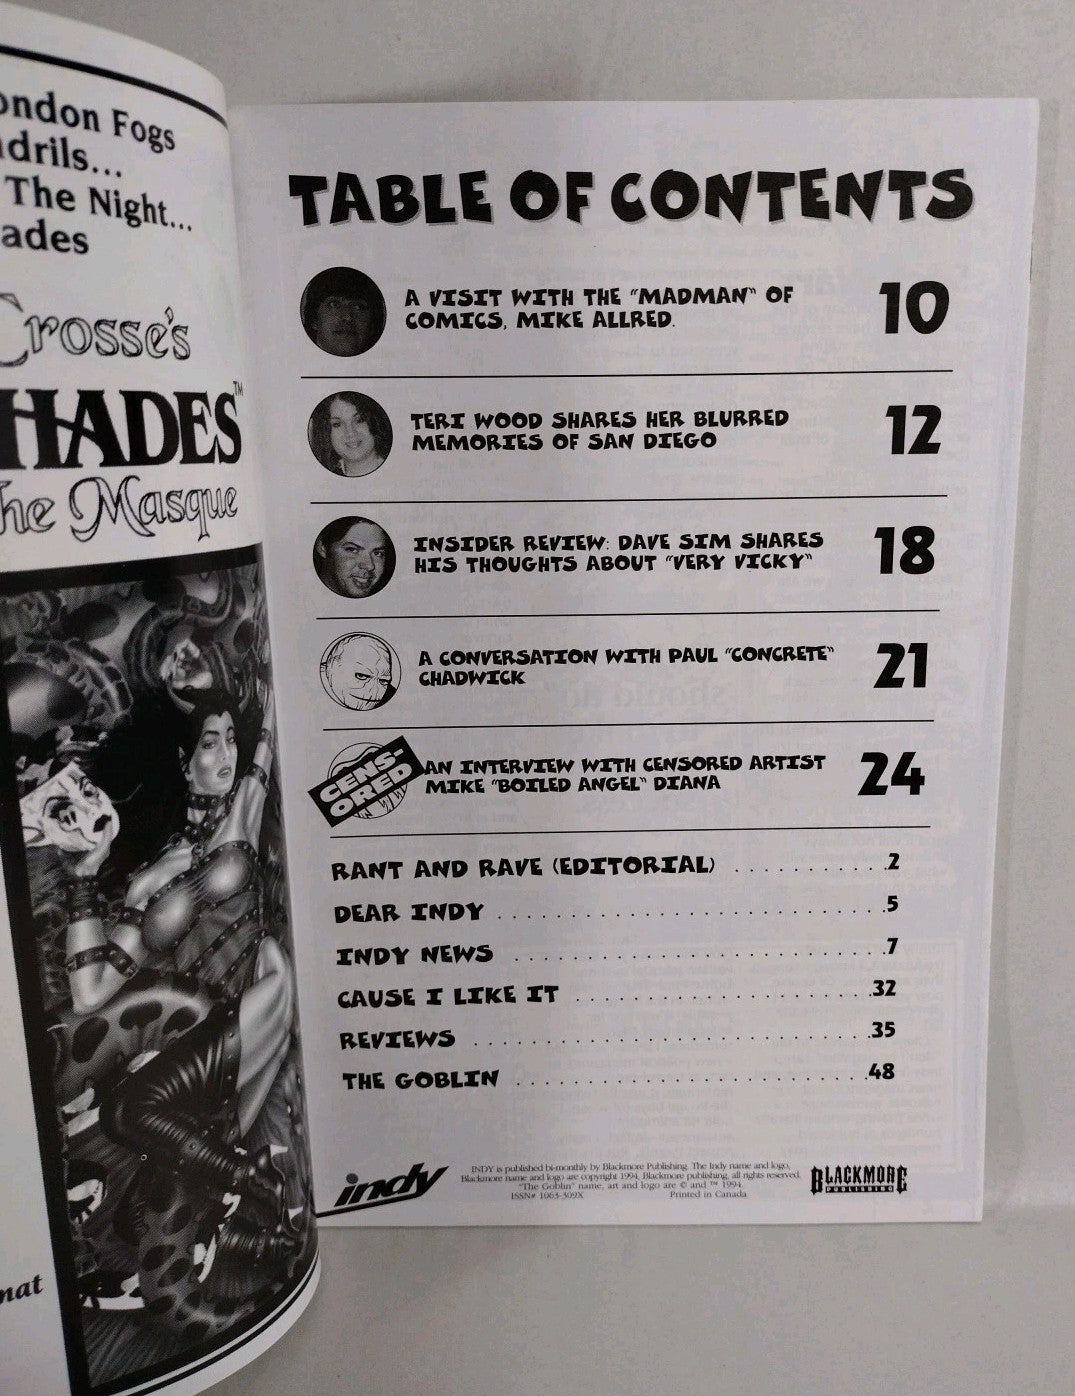 London Fogs
The Night...
Crosse's
The Masque
TABLE OF CONTENTS
A VISIT WITH THE "MADMAN" OF
COMICS, MIKE ALLRED.
10
TERI WOOD SHARES HER BLURRED
MEMORIES OF SAN DIEGO
12
INSIDER REVIEW: DAVE SIM SHARES
HIS THOUGHTS ABOUT "VERY VICKY"
18
A CONVERSATION WITH PAUL "CONCRETE"
CHADWICK
21
CENS-
ORED
AN INTERVIEW WITH CENSORED ARTIST
MIKE "BOILED ANGEL" DIANA
24
RANT AND RAVE (EDITORIAL) . . . . . . . . . . .2
DEAR INDY . . . . . . . . . . . . . . . . . . . . . . . . . . .5
INDY NEWS . . . . . . . . . . . . . . . . . . . . . . . . . .7
CAUSE I LIKE IT . . . . . . . . . . . . . . . . . . . . .32
REVIEWS . . . . . . . . . . . . . . . . . . . . . . . . . . . .35
THE GOBLIN . . . . . . . . . . . . . . . . . . . . . . . . .48
indy
INDY is published bi-monthly by Blackmore Publishing. The Indy name and logo,
Blackmore name and logo are copyright 1994, Blackmore publishing, all rights reserved.
"The Goblin" name, art and logo are © and ™ 1994.
ISSN# 1063-309X Printed in Canada
BLACKMORE
PUBLISHING